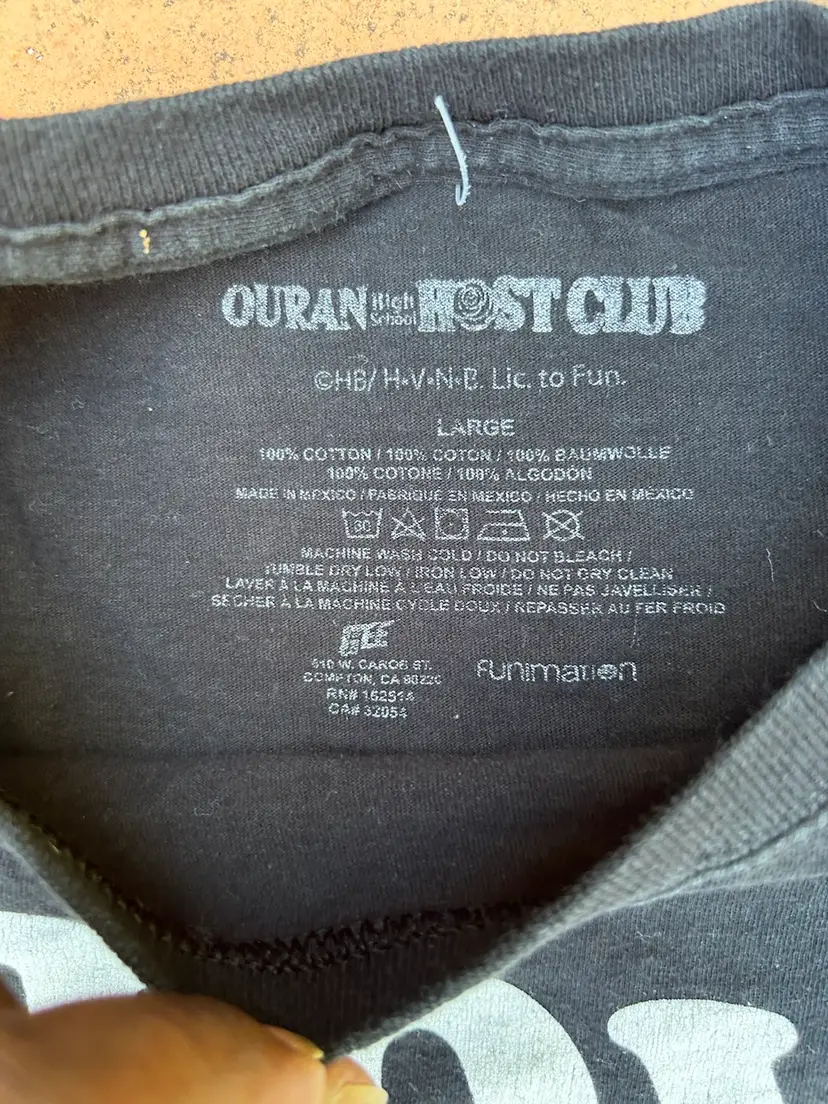 OURAN High School HOST CLUB
©HB/ H•V•N•B. Lic. to Fun.
LARGE
100% COTTON / 100% COTON / 100% BAUMWOLLE
100% COTONE / 100% ALGODÓN
MADE IN MEXICO / FABRIQUÉ EN MEXICO / HECHO EN MÉXICO
30
MACHINE WASH COLD / DO NOT BLEACH /
TUMBLE DRY LOW / IRON LOW / DO NOT DRY CLEAN
LAVER À LA MACHINE À L'EAU FROIDE / NE PAS JAVELLISER /
SÉCHER À LA MACHINE CYCLE DOUX / REPASSER AU FER FROID
510 W. CAROB ST.
COMPTON, CA 90220
RN# 162514
CA# 32054
FUNIMATION